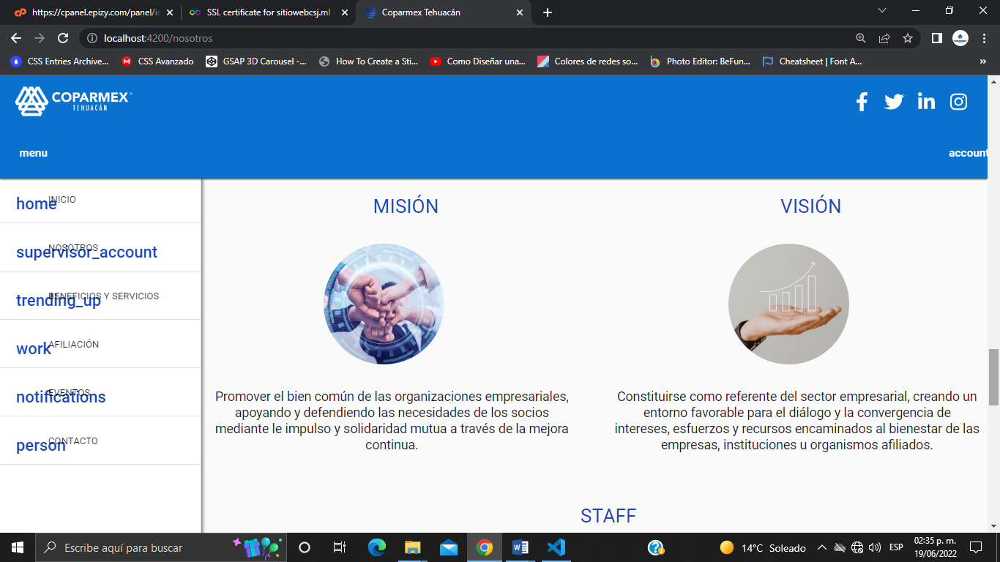 https://cpanel.epizy.com/panel/ir
SSL certificate for sitiowebcsj.ml -
Coparmex Tehuacán
localhost:4200/nosotros
CSS Entries Archive...
CSS Avanzado
GSAP 3D Carousel -...
How To Create a Sti...
Como Diseñar una...
Colores de redes so...
Photo Editor: BeFun...
Cheatsheet | Font A...
»
COPARMEX
TEHUACÁN
menu
account
home
INICIO
supervisor_account
NOSOTROS
trending_up
BENEFICIOS Y SERVICIOS
work
AFILIACIÓN
notifications
EVENTOS
person
CONTACTO
MISIÓN
Promover el bien común de las organizaciones empresariales,
apoyando y defendiendo las necesidades de los socios
mediante le impulso y solidaridad mutua a través de la mejora
continua.
VISIÓN
Constituirse como referente del sector empresarial, creando un
entorno favorable para el diálogo y la convergencia de
intereses, esfuerzos y recursos encaminados al bienestar de las
empresas, instituciones u organismos afiliados.
STAFF
Escribe aquí para buscar
14°C Soleado
ESP
02:35 p. m.
19/06/2022